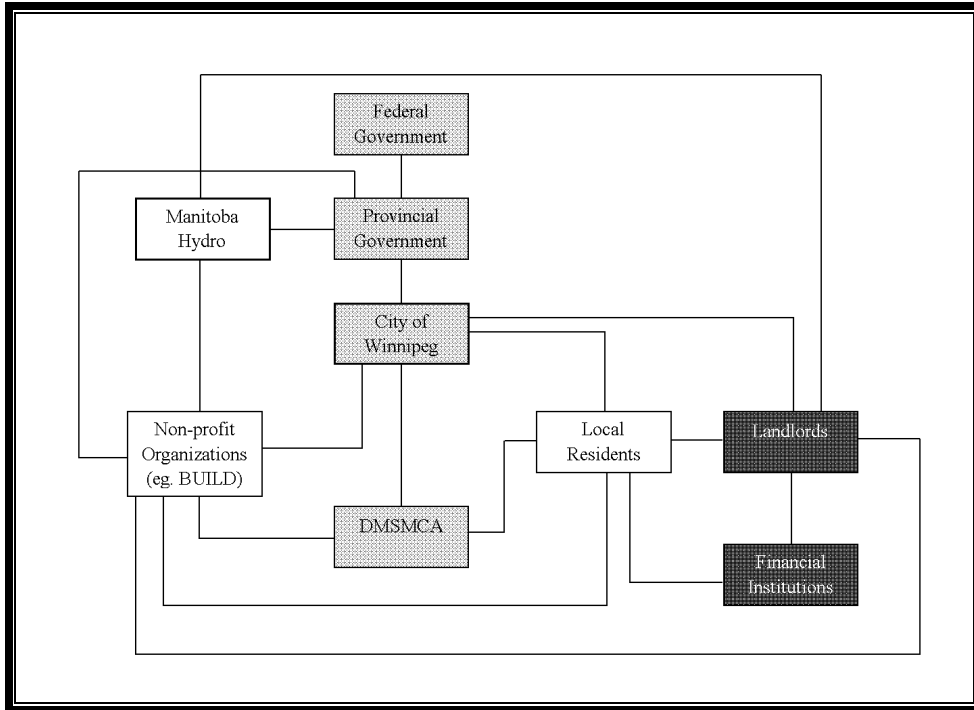 Federal
Government
Manitoba
Hydro
Provincial
Government
City of
Winnipeg
Non-profit
Organizations
(eg. BUILD)
Local
Residents
Landlords
DMSMCA
Financial
Institutions